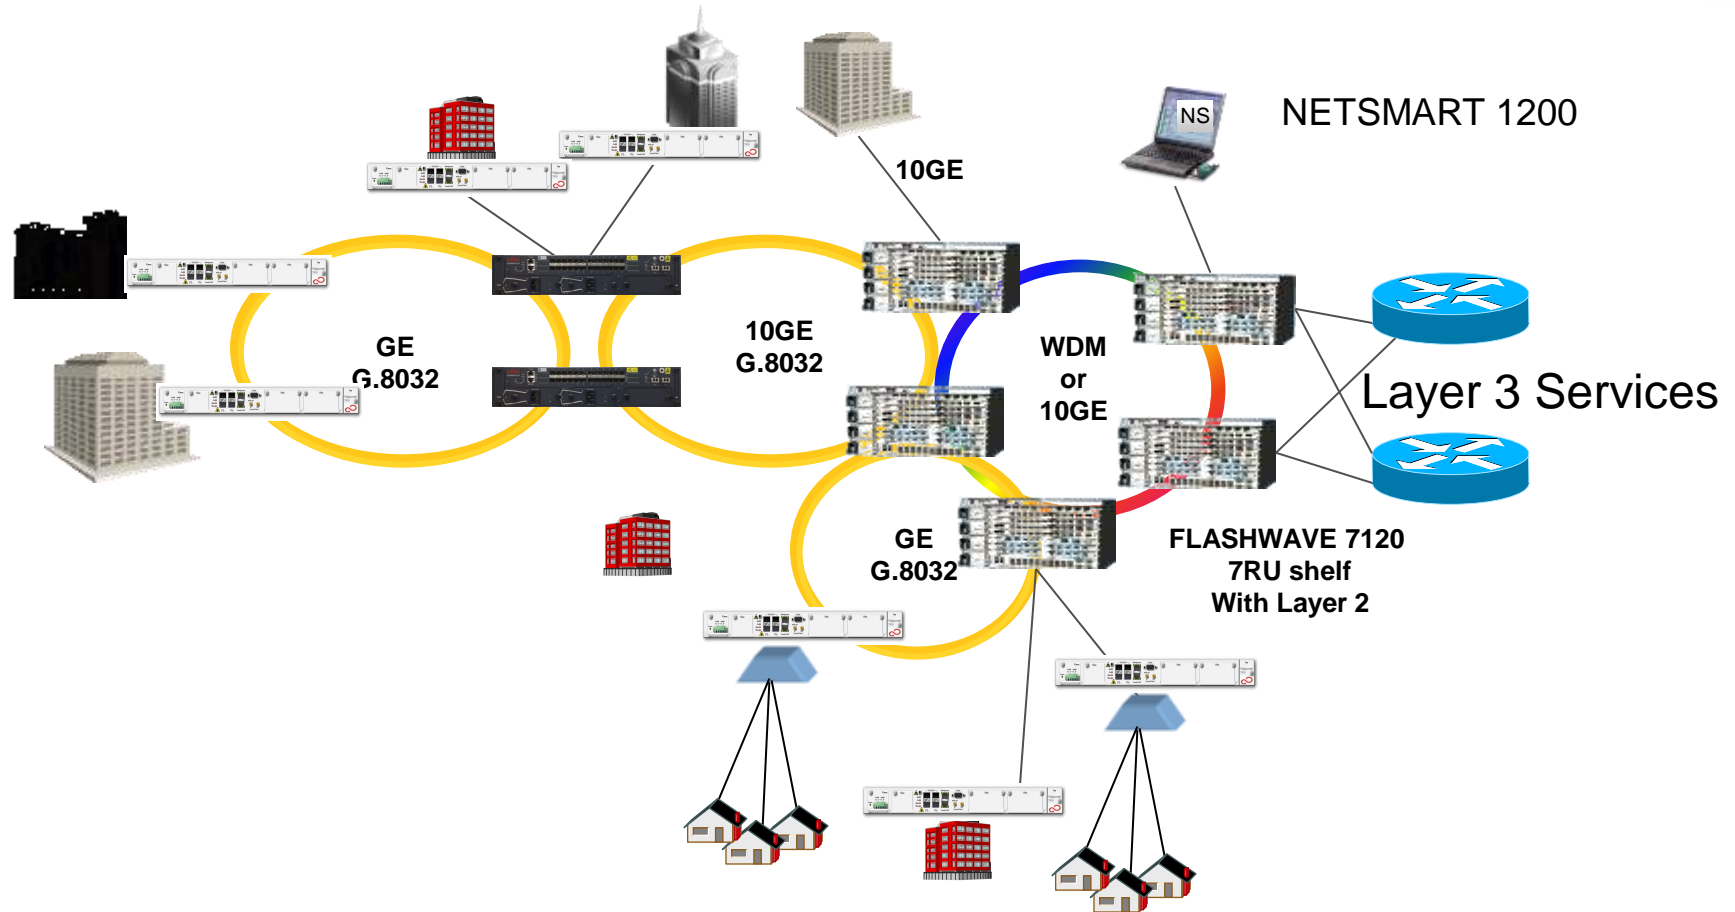 NS
NETSMART 1200
10GE
GE
G.8032
10GE
G.8032
WDM
or
10GE
Layer 3 Services
GE
G.8032
FLASHWAVE 7120
7RU shelf
With Layer 2